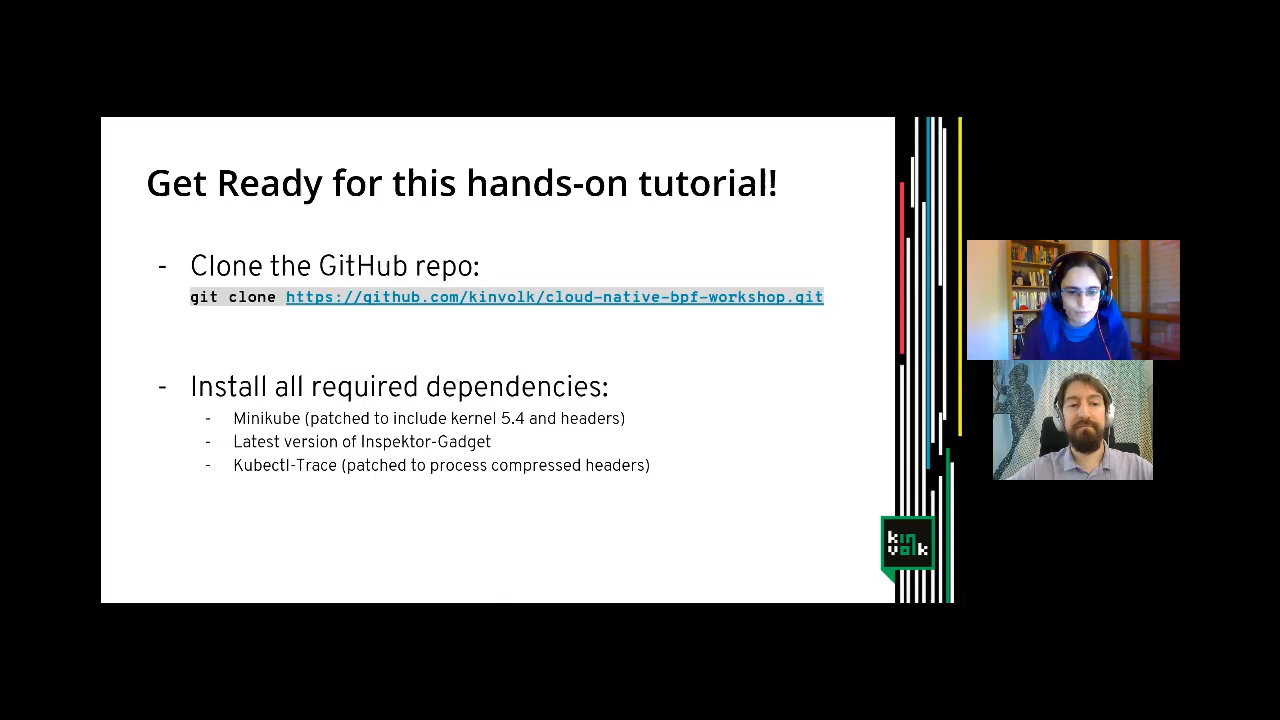 Get Ready for this hands-on tutorial!
- Clone the GitHub repo:
git clone https://github.com/kinvolk/cloud-native-bpf-workshop.git
- Install all required dependencies:
- Minikube (patched to include kernel 5.4 and headers)
- Latest version of Inspektor-Gadget
- Kubectl-Trace (patched to process compressed headers)
kin
volk